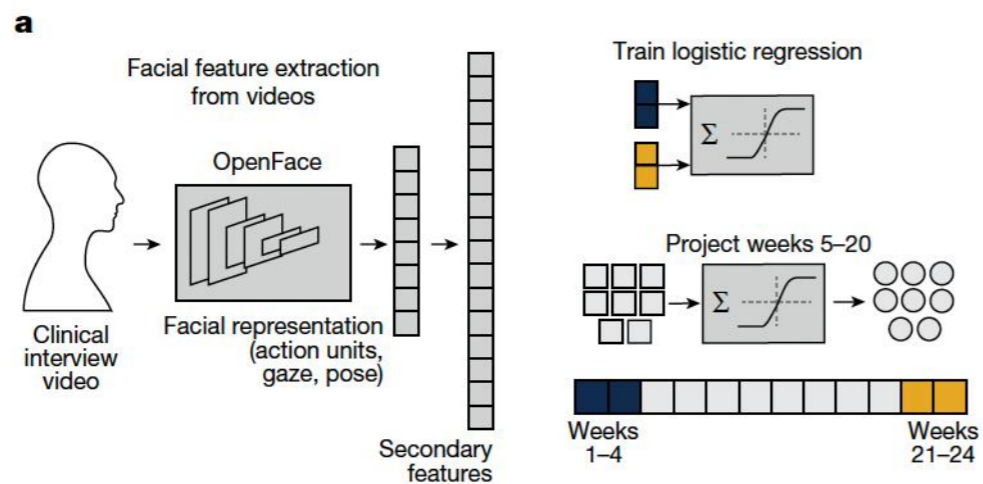 a
Facial feature extraction
from videos
OpenFace
Clinical
interview
video
Facial representation
(action units,
gaze, pose)
Secondary
features
Train logistic regression
Σ
Project weeks 5–20
Σ
Weeks
1–4
Weeks
21–24